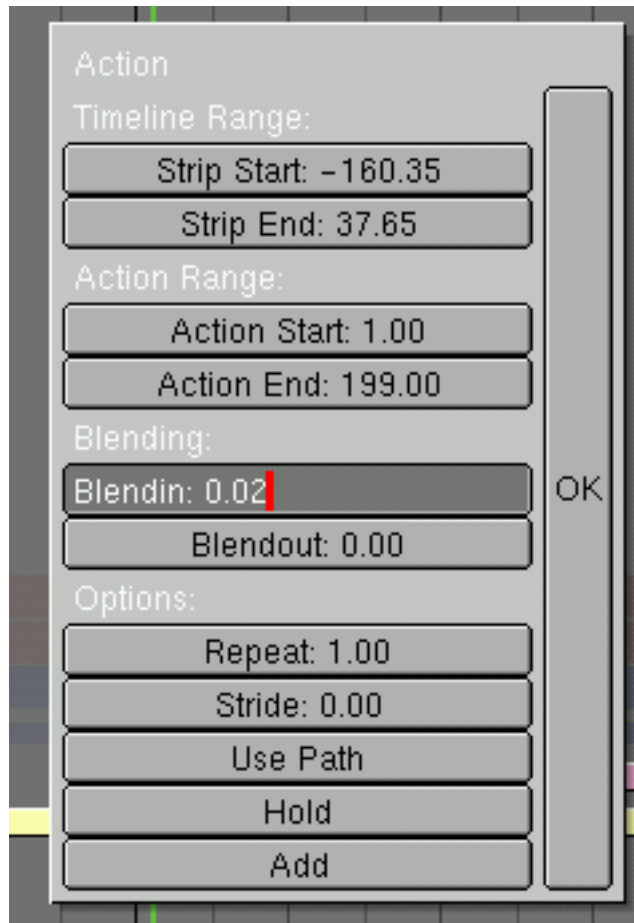 Action
Timeline Range:
Strip Start: -160.35
Strip End: 37.65
Action Range:
Action Start: 1.00
Action End: 199.00
Blending:
Blendin: 0.02
OK
Blendout: 0.00
Options:
Repeat: 1.00
Stride: 0.00
Use Path
Hold
Add